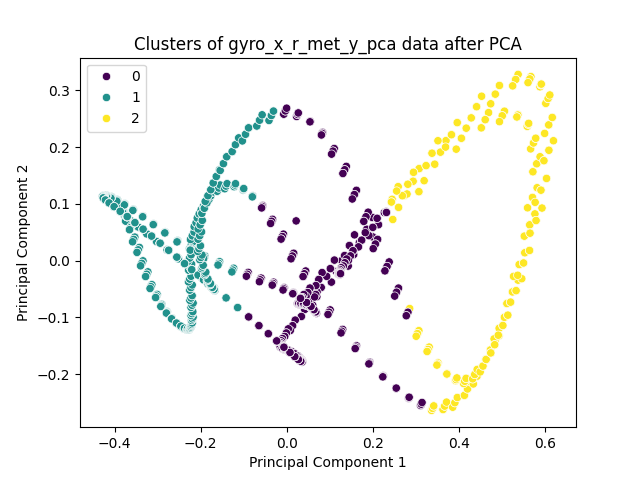 Clusters of gyro_x_r_met_y_pca data after PCA
0
1
2
0.3
0.2
0.1
0.0
−0.1
−0.2
Principal Component 2
−0.4 −0.2 0.0 0.2 0.4 0.6
Principal Component 1